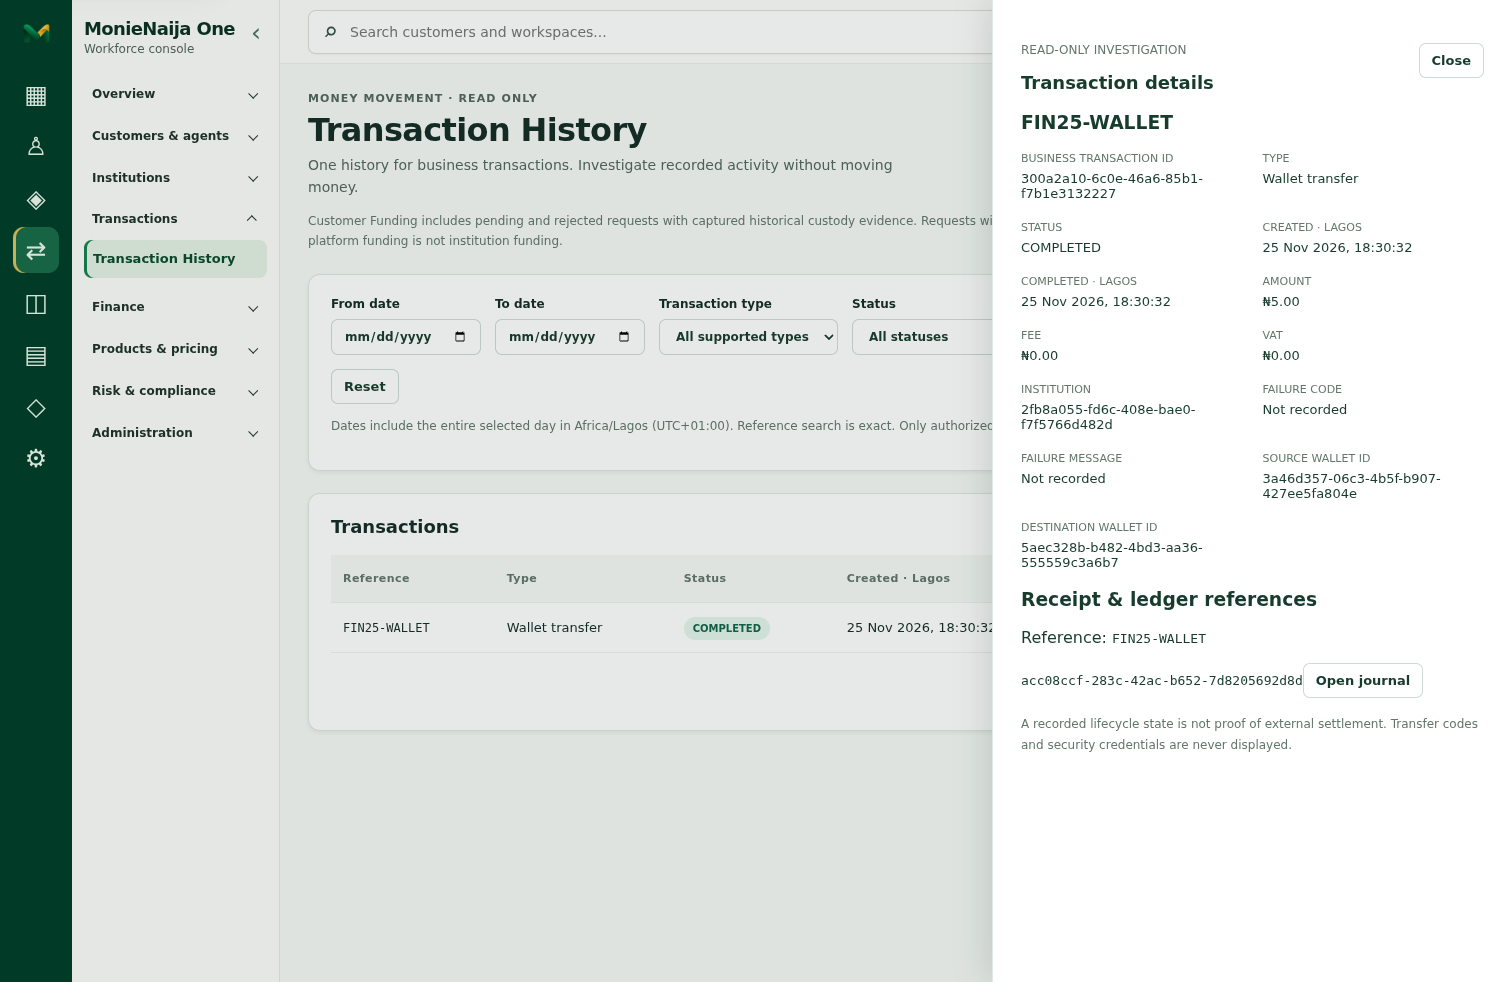 MonieNaija One
Workforce console
Overview
Customers & agents
Institutions
Transactions
Transaction History
Finance
Products & pricing
Risk & compliance
Administration
Search customers and workspaces...
MONEY MOVEMENT · READ ONLY
Transaction History
One history for business transactions. Investigate recorded activity without moving
money.
Customer Funding includes pending and rejected requests with captured historical custody evidence. Requests wi
platform funding is not institution funding.
From date
To date
Transaction type
Status
mm/dd/yyyy
mm/dd/yyyy
All supported types
All statuses
Reset
Dates include the entire selected day in Africa/Lagos (UTC+01:00). Reference search is exact. Only authorized
Transactions
Reference
Type
Status
Created · Lagos
FIN25-WALLET
Wallet transfer
COMPLETED
25 Nov 2026, 18:30:32
READ-ONLY INVESTIGATION
Close
Transaction details
FIN25-WALLET
BUSINESS TRANSACTION ID
300a2a10-6c0e-46a6-85b1-
f7b1e3132227
TYPE
Wallet transfer
STATUS
COMPLETED
CREATED · LAGOS
25 Nov 2026, 18:30:32
COMPLETED · LAGOS
25 Nov 2026, 18:30:32
AMOUNT
₦5.00
FEE
₦0.00
VAT
₦0.00
INSTITUTION
2fb8a055-fd6c-408e-bae0-
f7f5766d482d
FAILURE CODE
Not recorded
FAILURE MESSAGE
Not recorded
SOURCE WALLET ID
3a46d357-06c3-4b5f-b907-
427ee5fa804e
DESTINATION WALLET ID
5aec328b-b482-4bd3-aa36-
555559c3a6b7
Receipt & ledger references
Reference: FIN25-WALLET
acc08ccf-283c-42ac-b652-7d8205692d8d
Open journal
A recorded lifecycle state is not proof of external settlement. Transfer codes
and security credentials are never displayed.